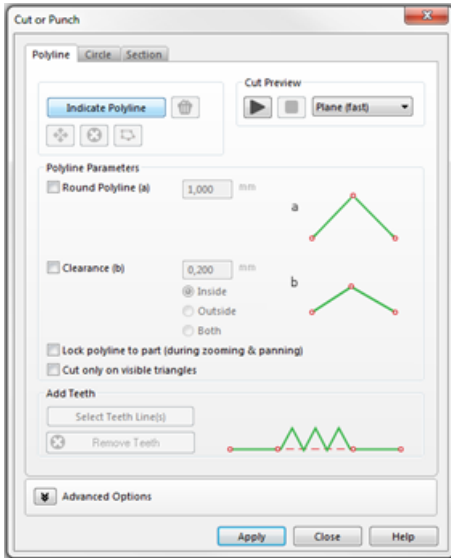 Cut or Punch
Polyline Circle Section
Cut Preview
Indicate Polyline
Plane (fast)
Polyline Parameters
Round Polyline (a) 1,000 mm
a
Clearance (b) 0,200 mm
b
Inside
Outside
Both
Lock polyline to part (during zooming & panning)
Cut only on visible triangles
Add Teeth
Select Teeth Line(s)
Remove Teeth
Advanced Options
Apply Close Help